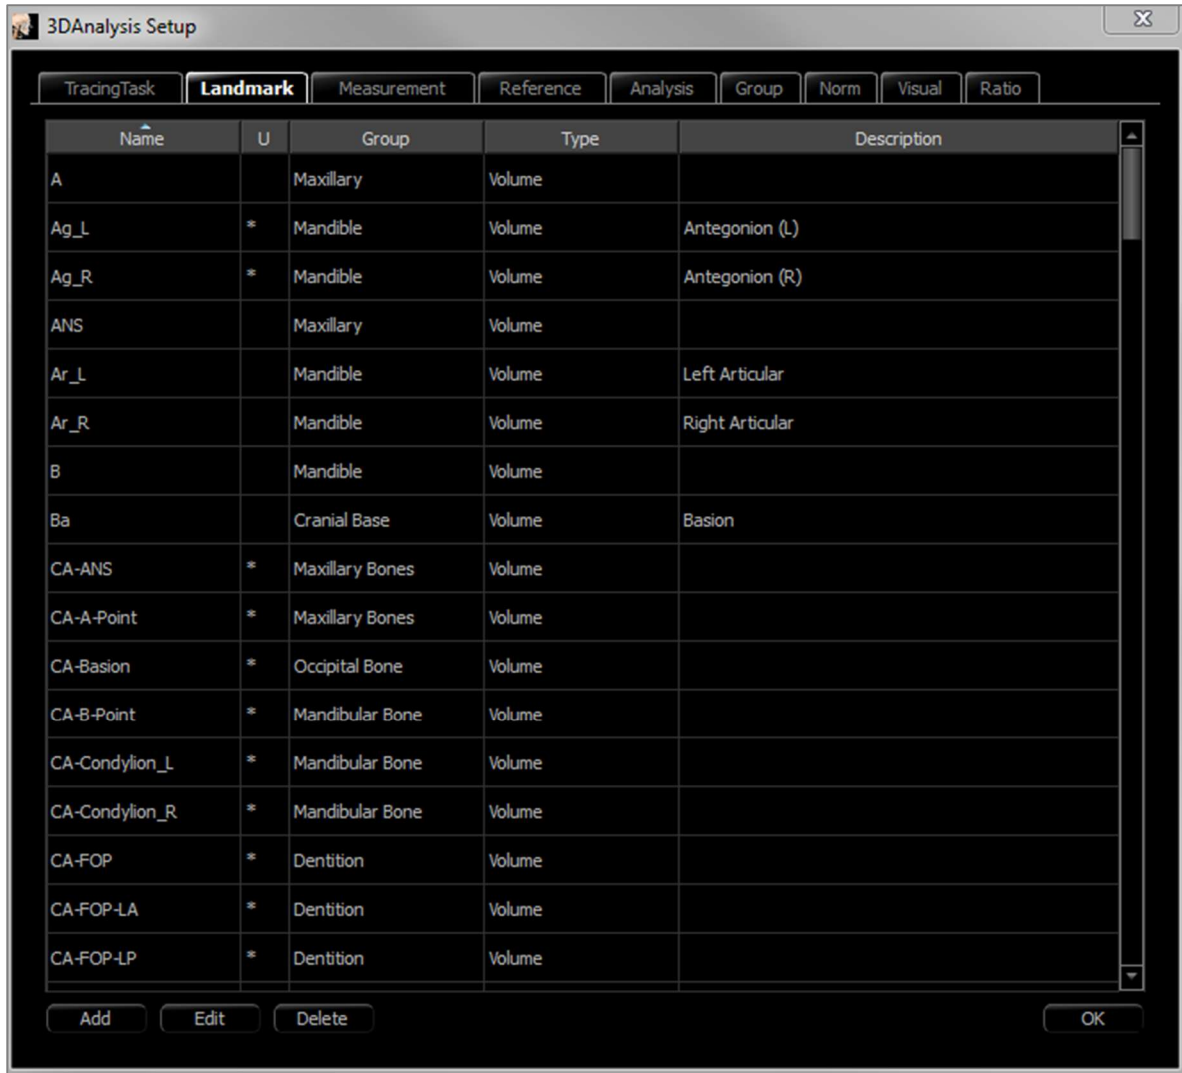 3DAnalysis Setup
TracingTask Landmark Measurement Reference Analysis Group Norm Visual Ratio
Name U Group Type Description
A Maxillary Volume
Ag_L * Mandible Volume Antegonion (L)
Ag_R * Mandible Volume Antegonion (R)
ANS Maxillary Volume
Ar_L Mandible Volume Left Articular
Ar_R Mandible Volume Right Articular
B Mandible Volume
Ba Cranial Base Volume Basion
CA-ANS * Maxillary Bones Volume
CA-A-Point * Maxillary Bones Volume
CA-Basion * Occipital Bone Volume
CA-B-Point * Mandibular Bone Volume
CA-Condylion_L * Mandibular Bone Volume
CA-Condylion_R * Mandibular Bone Volume
CA-FOP * Dentition Volume
CA-FOP-LA * Dentition Volume
CA-FOP-LP * Dentition Volume
Add Edit Delete OK